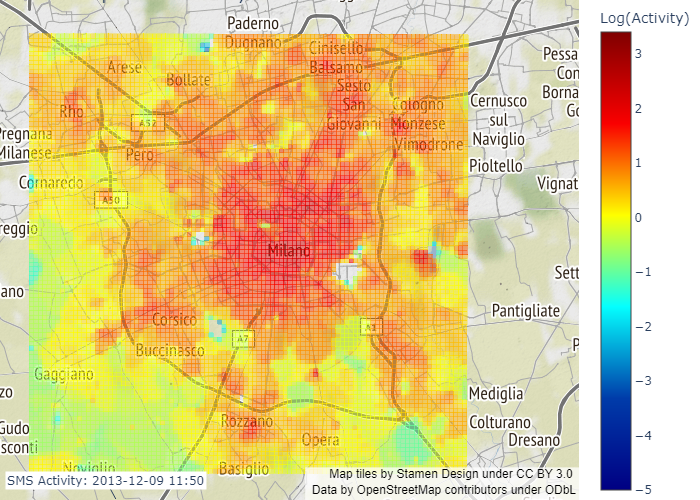 Log(Activity)
3
2
1
0
−1
−2
−3
−4
−5
Paderno
Dugnano
Cinisello
Balsamo
Arese
Bollate
Sesto
San
Giovanni
Cologno
Monzese
Vimodrone
Rho
A52
Pero
Pregnana
Milanese
Cornaredo
A50
reggio
Cernusco
sul
Naviglio
Pioltello
Pessa
Con
Borna
Go
Vignat
Milano
ano
Sett
Pantigliate
P
Corsico
A7
A1
Buccinasco
Gaggiano
zo
Gudo
sconti
Rozzano
Opera
Mediglia
Colturano
Dresano
Noviglio
Basiglio
SMS Activity: 2013-12-09 11:50
Map tiles by Stamen Design under CC BY 3.0
Data by OpenStreetMap contributors under ODbL